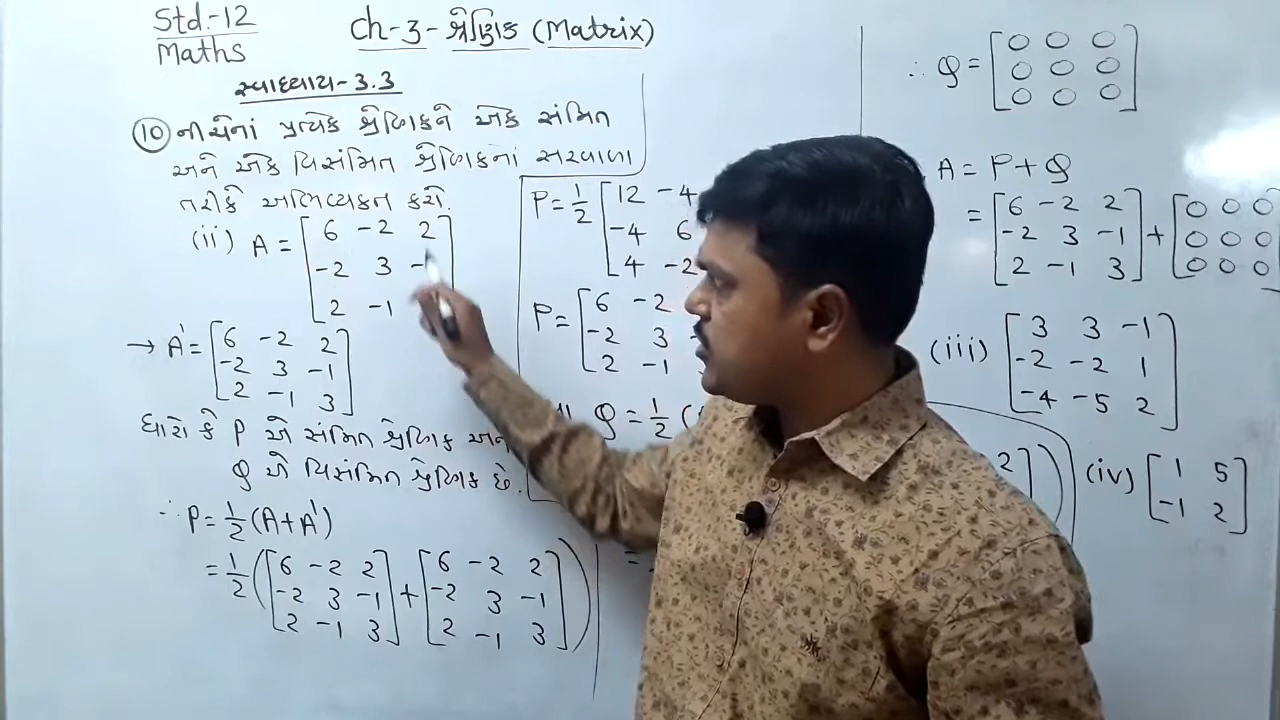 Std.-12
Maths
Ch-3-શ્રેણિક (Matrix)
સ્વાધ્યાય-3.3
(10) નીચેનાં પ્રત્યેક શ્રેણિકને એક સંમિત
અને એક વિસંમિત શ્રેણિકનાં સરવાળા
તરીકે અભિવ્યક્ત કરો.
(ii) A = [6 -2 2
-2 3 -1
2 -1
→ A' = [6 -2 2
-2 3 -1
2 -1 3]
ધારો કે P એ સંમિત શ્રેણિક અને
Q એ વિસંમિત શ્રેણિક છે.
∴ P = 1/2 (A+A')
= 1/2 ([6 -2 2
-2 3 -1
2 -1 3] + [6 -2 2
-2 3 -1
2 -1 3])
P = 1/2 [12 -4
-4 6
4 -2
P = [6 -2
-2 3
2 -1
Q = 1/2 (
2])
=
∴ Q = [0 0 0
0 0 0
0 0 0]
A = P + Q
= [6 -2 2
-2 3 -1
2 -1 3] + [0 0 0
0 0 0
0 0 0]
(iii) [3 3 -1
-2 -2 1
-4 -5 2]
(iv) [1 5
-1 2]